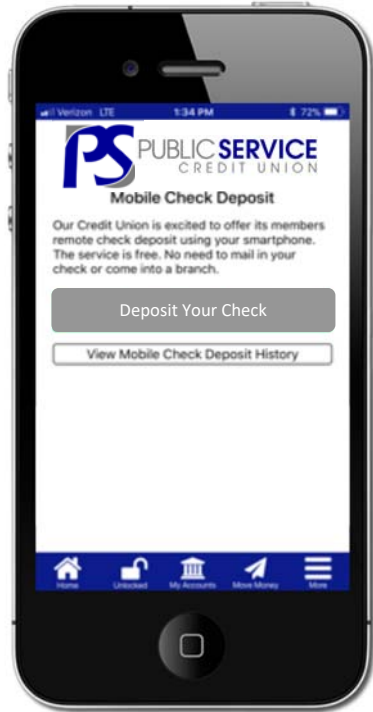 Verizon LTE 1:34 PM 72%
PS PUBLIC SERVICE
CREDIT UNION
Mobile Check Deposit
Our Credit Union is excited to offer its members
remote check deposit using your smartphone.
The service is free. No need to mail in your
check or come into a branch.
Deposit Your Check
View Mobile Check Deposit History
Home Unlocked My Accounts Move Money More